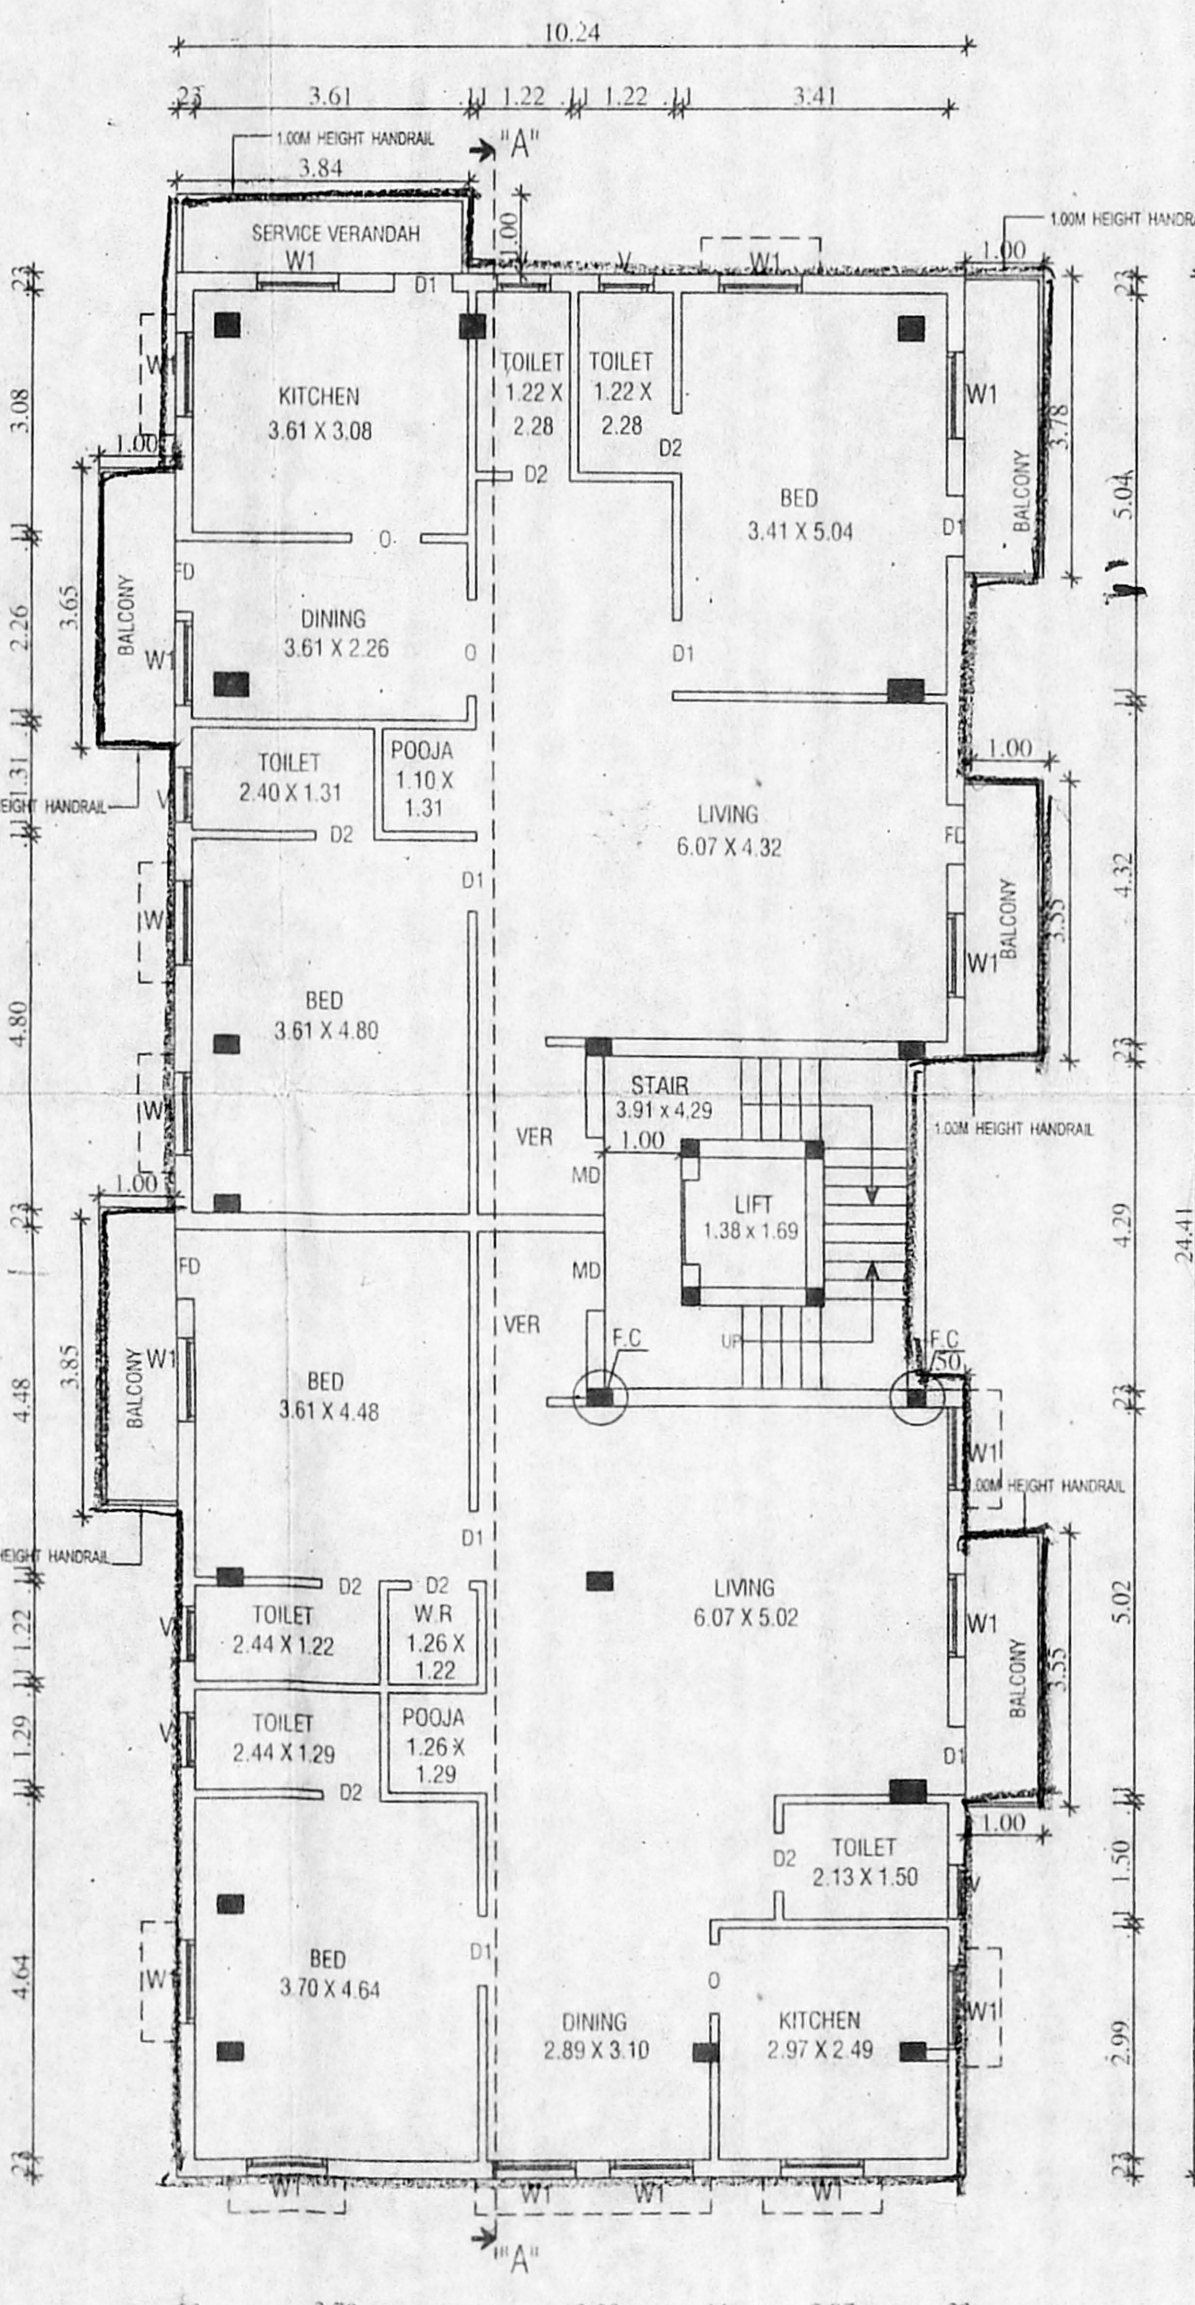 10.24
.23 3.61 .11 1.22 .11 1.22 .11 3.41
1.00M HEIGHT HANDRAIL
"A"
3.84
1.00
SERVICE VERANDAH
W1
D1
V
V
W1
1.00M HEIGHT HANDRA
1.00
.23
.23
W1
KITCHEN
3.61 X 3.08
TOILET
1.22 X
2.28
TOILET
1.22 X
2.28
D2
D2
W1
3.78
BALCONY
3.08
1.00
BED
3.41 X 5.04
D1
5.04
.11
O
FD
3.65
BALCONY
2.26
DINING
3.61 X 2.26
W1
O
D1
.11
.11
1.00
TOILET
2.40 X 1.31
POOJA
1.10 X
1.31
1.31
V
EIGHT HANDRAIL
D2
.11
LIVING
6.07 X 4.32
FD
4.32
3.55
BALCONY
W1
D1
W
BED
3.61 X 4.80
4.80
W
.23
STAIR
3.91 x 4.29
1.00
VER
MD
1.00M HEIGHT HANDRAIL
1.00
.23
LIFT
1.38 x 1.69
4.29
24.41
FD
MD
VER
UP
F.C
F.C
.50
3.85
BALCONY
W1
4.48
BED
3.61 X 4.48
.23
W1
1.00M HEIGHT HANDRAIL
D1
HEIGHT HANDRAIL
.11
D2
D2
TOILET
2.44 X 1.22
W.R
1.26 X
1.22
V
1.22
LIVING
6.07 X 5.02
W1
BALCONY
3.55
5.02
.11
TOILET
2.44 X 1.29
POOJA
1.26 X
1.29
V
1.29
D1
D2
.11
.11
1.00
TOILET
2.13 X 1.50
D2
V
1.50
.11
D1
BED
3.70 X 4.64
4.64
W
O
DINING
2.89 X 3.10
KITCHEN
2.97 X 2.49
W1
2.99
.23
.23
W1
W1
W1
W1
"A"